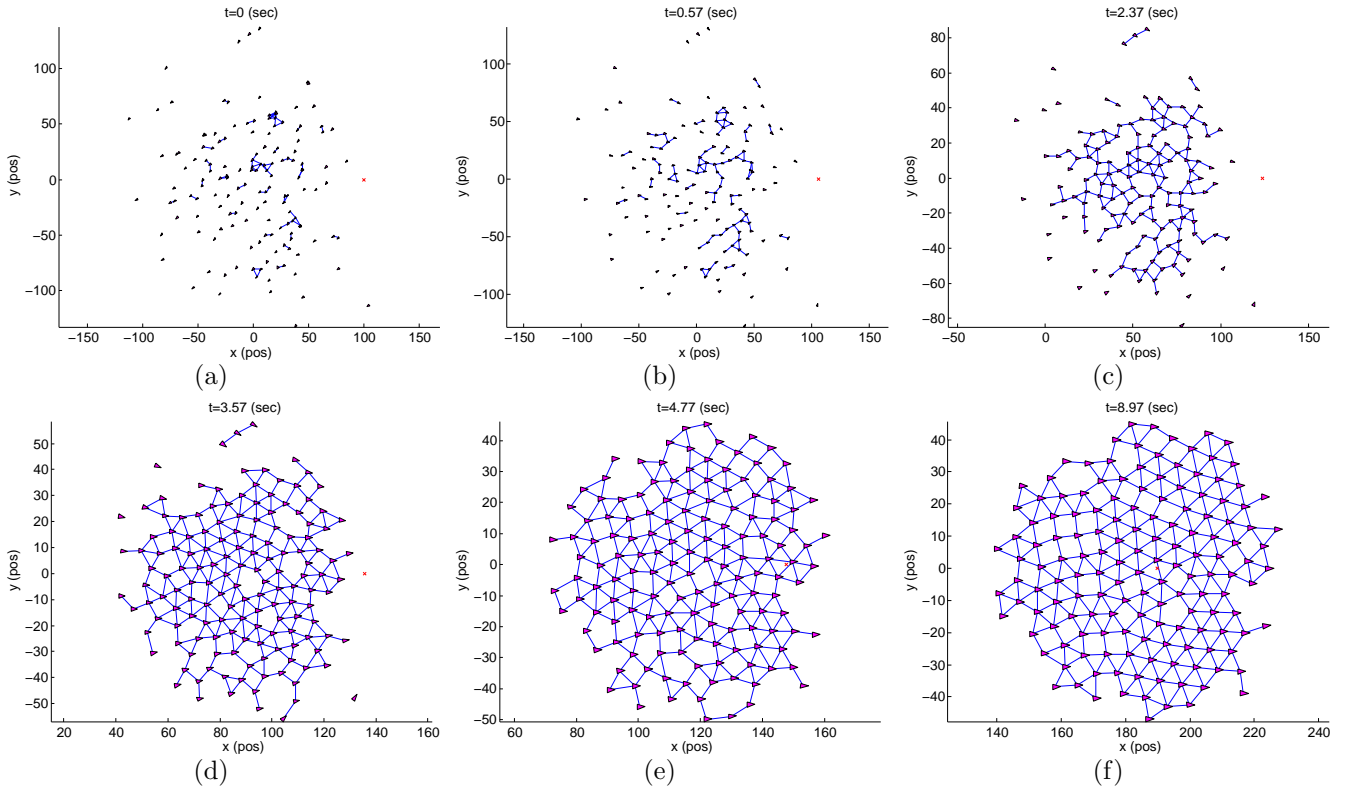 t=0 (sec)
100
50
0
−50
−100
y (pos)
−150 −100 −50 0 50 100 150
x (pos)
(a)
t=0.57 (sec)
100
50
0
−50
−100
y (pos)
−150 −100 −50 0 50 100 150
x (pos)
(b)
t=2.37 (sec)
80
60
40
20
0
−20
−40
−60
−80
y (pos)
−50 0 50 100 150
x (pos)
(c)
t=3.57 (sec)
50
40
30
20
10
0
−10
−20
−30
−40
−50
y (pos)
20 40 60 80 100 120 140 160
x (pos)
(d)
t=4.77 (sec)
40
30
20
10
0
−10
−20
−30
−40
−50
y (pos)
60 80 100 120 140 160
x (pos)
(e)
t=8.97 (sec)
40
30
20
10
0
−10
−20
−30
−40
y (pos)
140 160 180 200 220 240
x (pos)
(f)